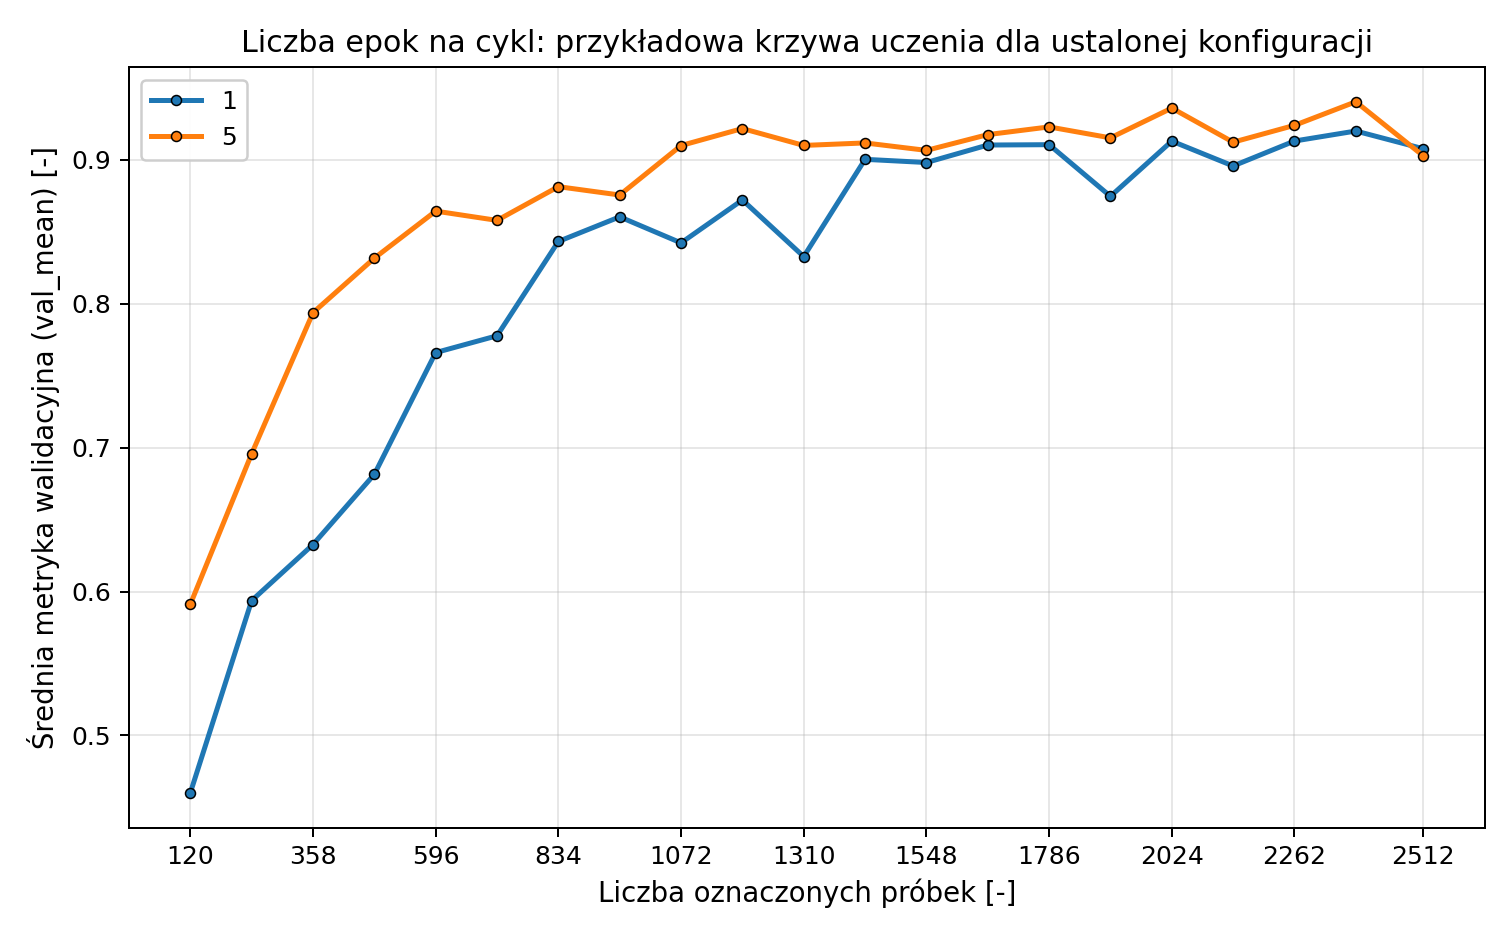 Liczba epok na cykl: przykładowa krzywa uczenia dla ustalonej konfiguracji
1
5
Średnia metryka walidacyjna (val_mean) [-]
0.9
0.8
0.7
0.6
0.5
120 358 596 834 1072 1310 1548 1786 2024 2262 2512
Liczba oznaczonych próbek [-]